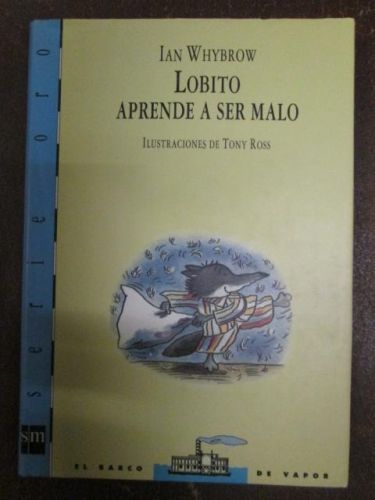 IAN WHYBROW
LOBITO
APRENDE A SER MALO
ILUSTRACIONES DE TONY ROSS
serie oro
sm
EL BARCO DE VAPOR